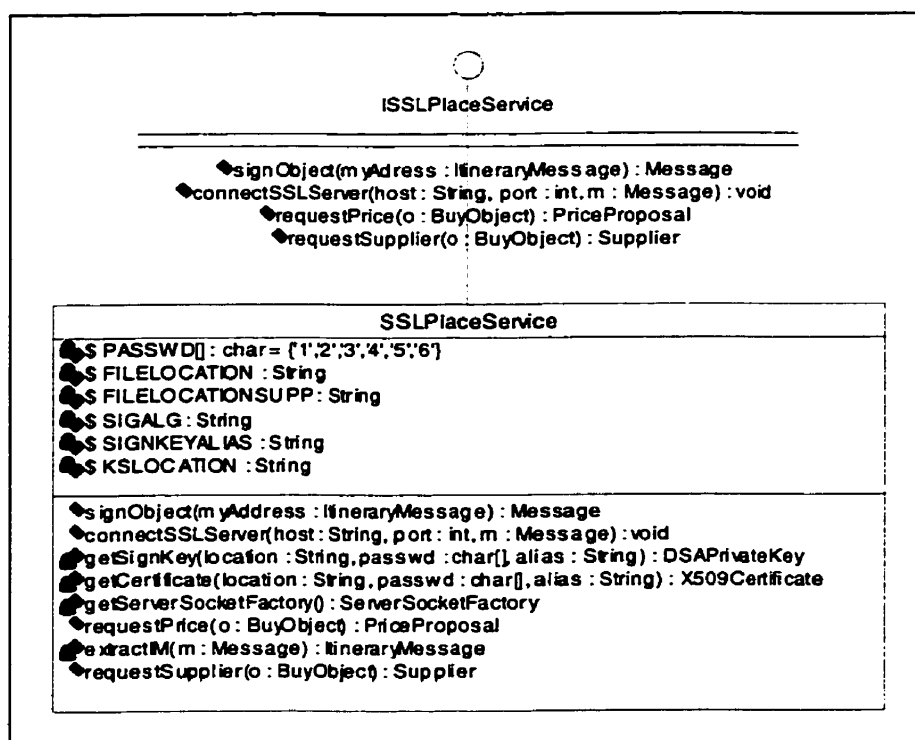 ISSLPlaceService
signObject(myAdress : ItineraryMessage) : Message
connectSSLServer(host : String, port : int, m : Message) : void
requestPrice(o : BuyObject) : PriceProposal
requestSupplier(o : BuyObject) : Supplier
SSLPlaceService
$ PASSWD[] : char = {'1','2','3','4','5','6'}
$ FILELOCATION : String
$ FILELOCATIONSUPP : String
$ SIGALG : String
$ SIGNKEYALIAS : String
$ KSLOCATION : String
signObject(myAddress : ItineraryMessage) : Message
connectSSLServer(host : String, port : int, m : Message) : void
getSignKey(location : String, passwd : char[], alias : String) : DSAPrivateKey
getCertificate(location : String, passwd : char[], alias : String) : X509Certificate
getServerSocketFactory() : ServerSocketFactory
requestPrice(o : BuyObject) : PriceProposal
extractIM(m : Message) : ItineraryMessage
requestSupplier(o : BuyObject) : Supplier